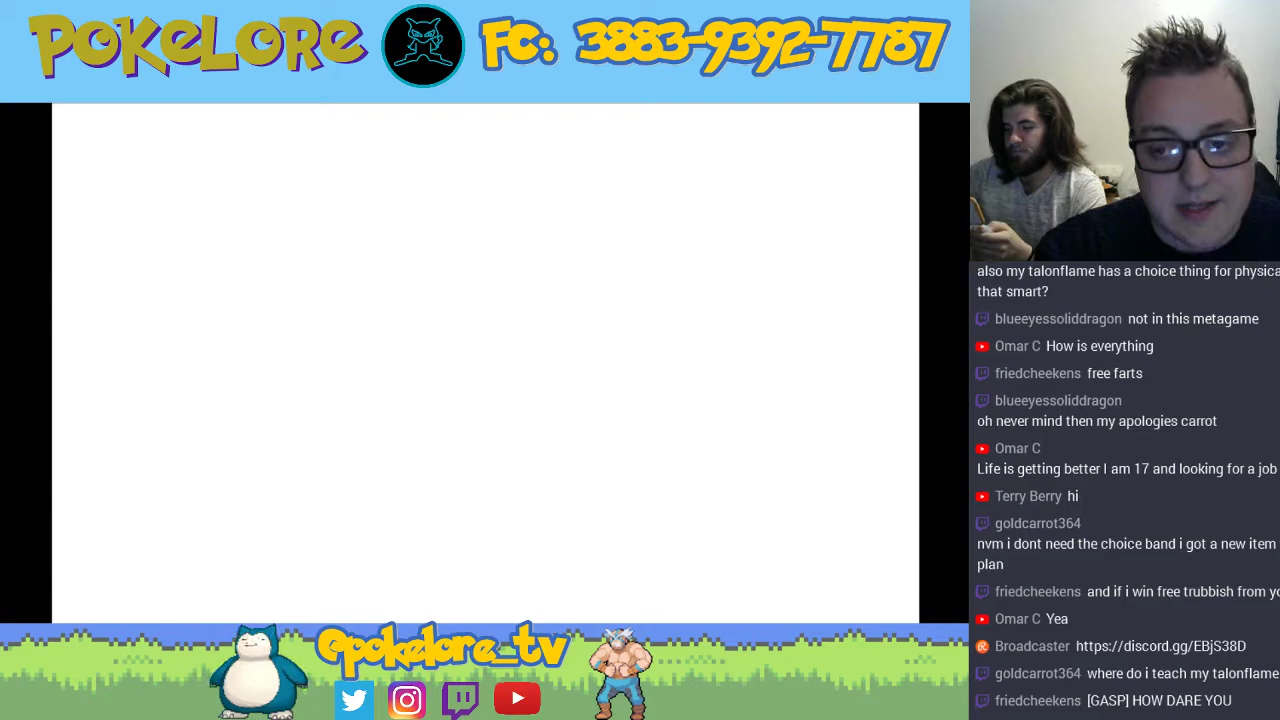 POKELORE FC: 3883-9392-7787
also my talonflame has a choice thing for physica
that smart?
blueeyessoliddragon not in this metagame
Omar C How is everything
friedcheekens free farts
blueeyessoliddragon
oh never mind then my apologies carrot
Omar C
Life is getting better I am 17 and looking for a job
Terry Berry hi
goldcarrot364
nvm i dont need the choice band i got a new item
plan
friedcheekens and if i win free trubbish from yo
Omar C Yea
Broadcaster https://discord.gg/EBjS38D
goldcarrot364 where do i teach my talonflame
friedcheekens [GASP] HOW DARE YOU
@pokelore_tv